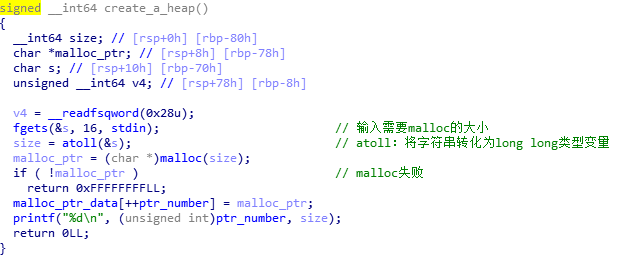 signed __int64 create_a_heap()
{
  __int64 size; // [rsp+0h] [rbp-80h]
  char *malloc_ptr; // [rsp+8h] [rbp-78h]
  char s; // [rsp+10h] [rbp-70h]
  unsigned __int64 v4; // [rsp+78h] [rbp-8h]

  v4 = __readfsqword(0x28u);
  fgets(&s, 16, stdin); // 输入需要malloc的大小
  size = atoll(&s); // atoll：将字符串转化为long long类型变量
  malloc_ptr = (char *)malloc(size);
  if ( !malloc_ptr ) // malloc失败
    return 0xFFFFFFFFLL;
  malloc_ptr_data[++ptr_number] = malloc_ptr;
  printf("%d\n", (unsigned int)ptr_number, size);
  return 0LL;
}